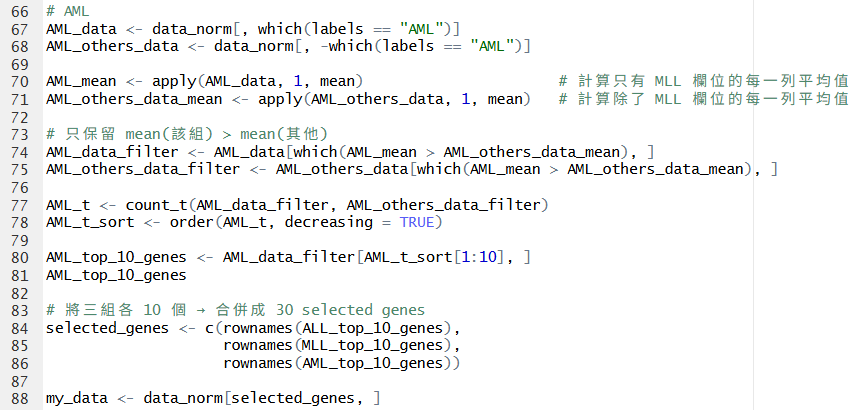 66 # AML
67 AML_data <- data_norm[, which(labels == "AML")]
68 AML_others_data <- data_norm[, -which(labels == "AML")]
69
70 AML_mean <- apply(AML_data, 1, mean) # 計算只有 MLL 欄位的每一列平均值
71 AML_others_data_mean <- apply(AML_others_data, 1, mean) # 計算除了 MLL 欄位的每一列平均值
72
73 # 只保留 mean(該組) > mean(其他)
74 AML_data_filter <- AML_data[which(AML_mean > AML_others_data_mean), ]
75 AML_others_data_filter <- AML_others_data[which(AML_mean > AML_others_data_mean), ]
76
77 AML_t <- count_t(AML_data_filter, AML_others_data_filter)
78 AML_t_sort <- order(AML_t, decreasing = TRUE)
79
80 AML_top_10_genes <- AML_data_filter[AML_t_sort[1:10], ]
81 AML_top_10_genes
82
83 # 將三組各 10 個 → 合併成 30 selected genes
84 selected_genes <- c(rownames(ALL_top_10_genes),
85 rownames(MLL_top_10_genes),
86 rownames(AML_top_10_genes))
87
88 my_data <- data_norm[selected_genes, ]